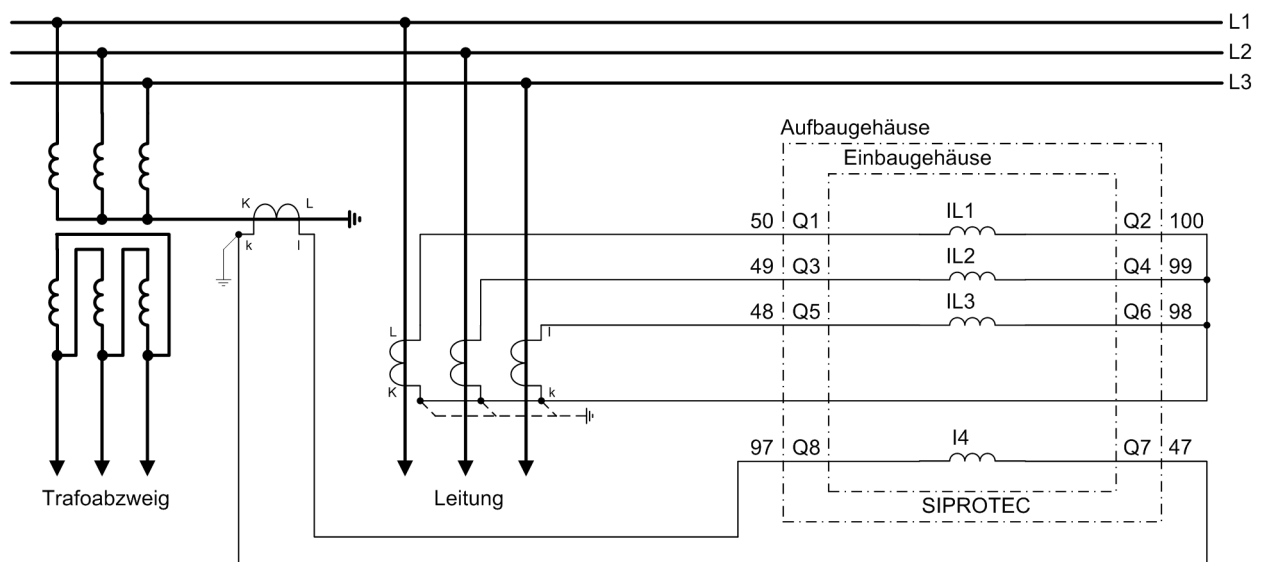 L1
L2
L3
Aufbaugehäuse
Einbaugehäuse
K L
k l
50 Q1 IL1 Q2 100
49 Q3 IL2 Q4 99
48 Q5 IL3 Q6 98
L l
K k
97 Q8 I4 Q7 47
Trafoabzweig
Leitung
SIPROTEC